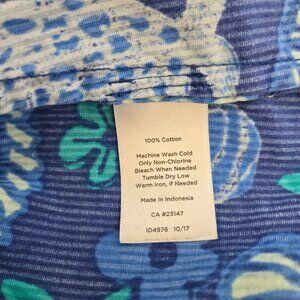 100% Cotton
Machine Wash Cold
Only Non-Chlorine
Bleach When Needed
Tumble Dry Low
Warm Iron, If Needed
Made In Indonesia
CA #23147
ID4976 10/17